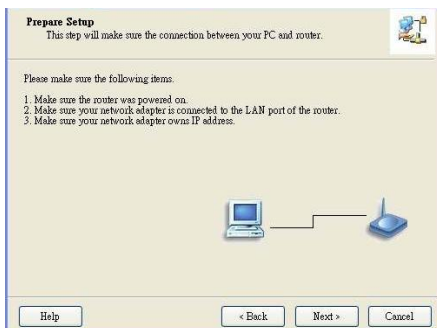 Prepare Setup
This step will make sure the connection between your PC and router.
Please make sure the following items.
1. Make sure the router was powered on.
2. Make sure your network adapter is connected to the LAN port of the router.
3. Make sure your network adapter owns IP address.
Help
< Back
Next >
Cancel